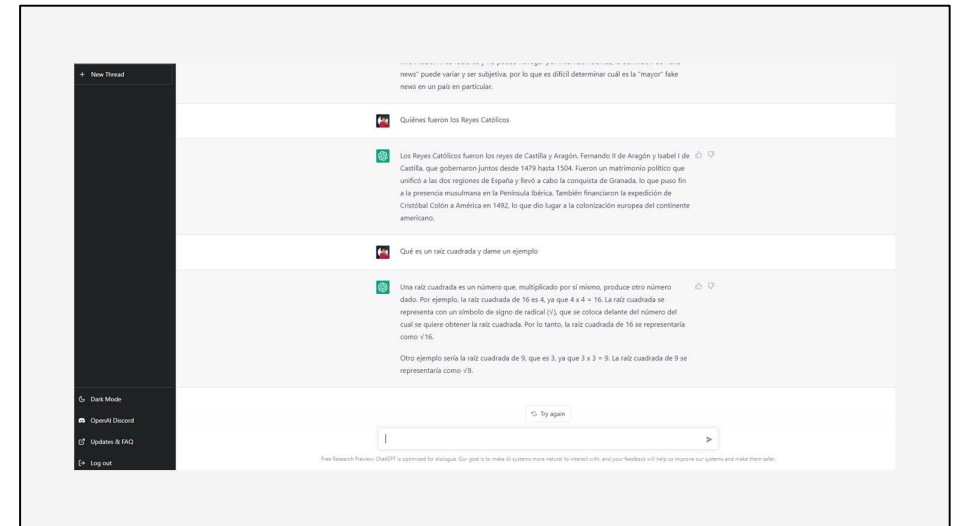 + New Thread
news" puede variar y ser subjetiva, por lo que es difícil determinar cuál es la "mayor" fake
news en un país en particular.
Quiénes fueron los Reyes Católicos
Los Reyes Católicos fueron los reyes de Castilla y Aragón, Fernando II de Aragón y Isabel I de
Castilla, que gobernaron juntos desde 1479 hasta 1504. Fueron un matrimonio político que
unificó a las dos regiones de España y llevó a cabo la conquista de Granada, lo que puso fin
a la presencia musulmana en la Península Ibérica. También financiaron la expedición de
Cristóbal Colón a América en 1492, lo que dio lugar a la colonización europea del continente
americano.
Qué es un raíz cuadrada y dame un ejemplo
Una raíz cuadrada es un número que, multiplicado por sí mismo, produce otro número
dado. Por ejemplo, la raíz cuadrada de 16 es 4, ya que 4 x 4 = 16. La raíz cuadrada se
representa con un símbolo de signo de radical (√), que se coloca delante del número del
cual se quiere obtener la raíz cuadrada. Por lo tanto, la raíz cuadrada de 16 se representaría
como √16.
Otro ejemplo sería la raíz cuadrada de 9, que es 3, ya que 3 x 3 = 9. La raíz cuadrada de 9 se
representaría como √9.
Dark Mode
OpenAI Discord
Updates & FAQ
Log out
Try again
Free Research Preview: ChatGPT is optimized for dialogue. Our goal is to make AI systems more natural to interact with, and your feedback will help us improve our systems and make them safer.